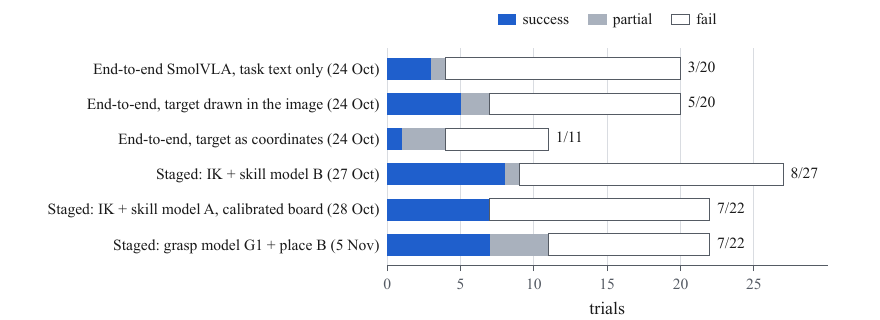 success partial fail
End-to-end SmolVLA, task text only (24 Oct) 3/20
End-to-end, target drawn in the image (24 Oct) 5/20
End-to-end, target as coordinates (24 Oct) 1/11
Staged: IK + skill model B (27 Oct) 8/27
Staged: IK + skill model A, calibrated board (28 Oct) 7/22
Staged: grasp model G1 + place B (5 Nov) 7/22
0 5 10 15 20 25
trials